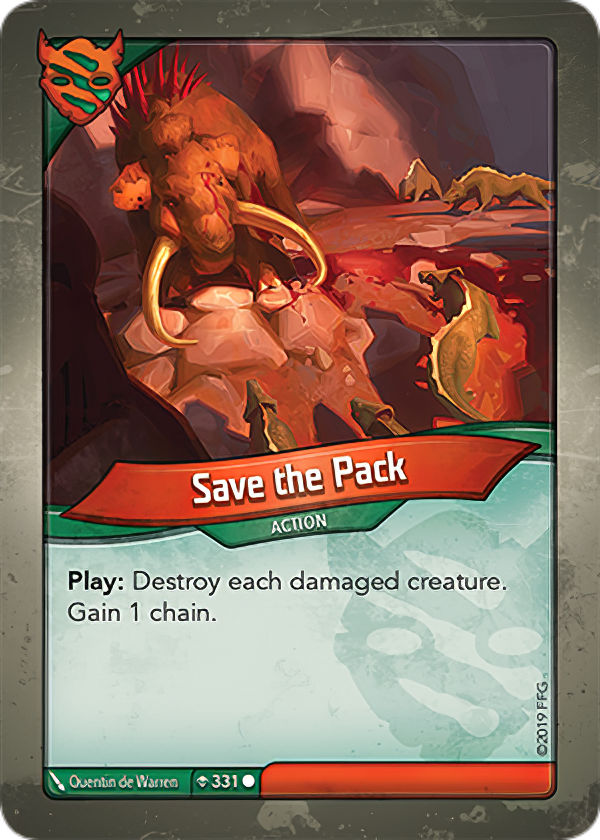 Save the Pack
ACTION
Play: Destroy each damaged creature.
Gain 1 chain.
©2019 FFG
Quentin de Warren
331